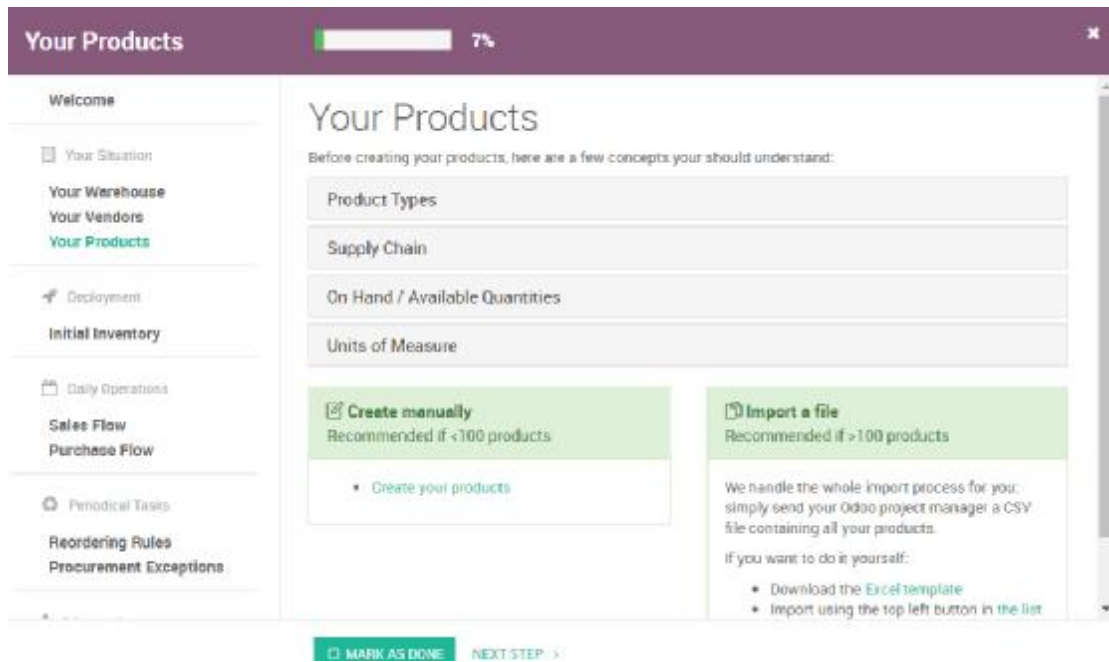 Your Products
7%
Welcome
Your Situation
Your Warehouse
Your Vendors
Your Products
Deployment
Initial Inventory
Daily Operations
Sales Flow
Purchase Flow
Periodical Tasks
Reordering Rules
Procurement Exceptions
Your Products
Before creating your products, here are a few concepts your should understand:
Product Types
Supply Chain
On Hand / Available Quantities
Units of Measure
Create manually
Recommended if <100 products
• Create your products
Import a file
Recommended if >100 products
We handle the whole import process for you:
simply send your Odoo project manager a CSV
file containing all your products.
If you want to do it yourself:
• Download the Excel template
• Import using the top left button in the list
MARK AS DONE
NEXT STEP >